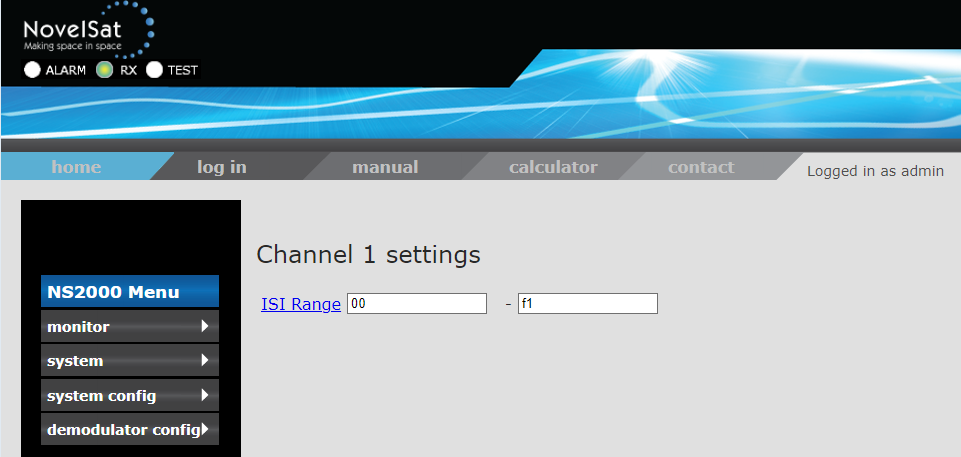 NovelSat
Making space in space
ALARM RX TEST
home log in manual calculator contact Logged in as admin
Channel 1 settings
ISI Range 00 - f1
NS2000 Menu
monitor
system
system config
demodulator config